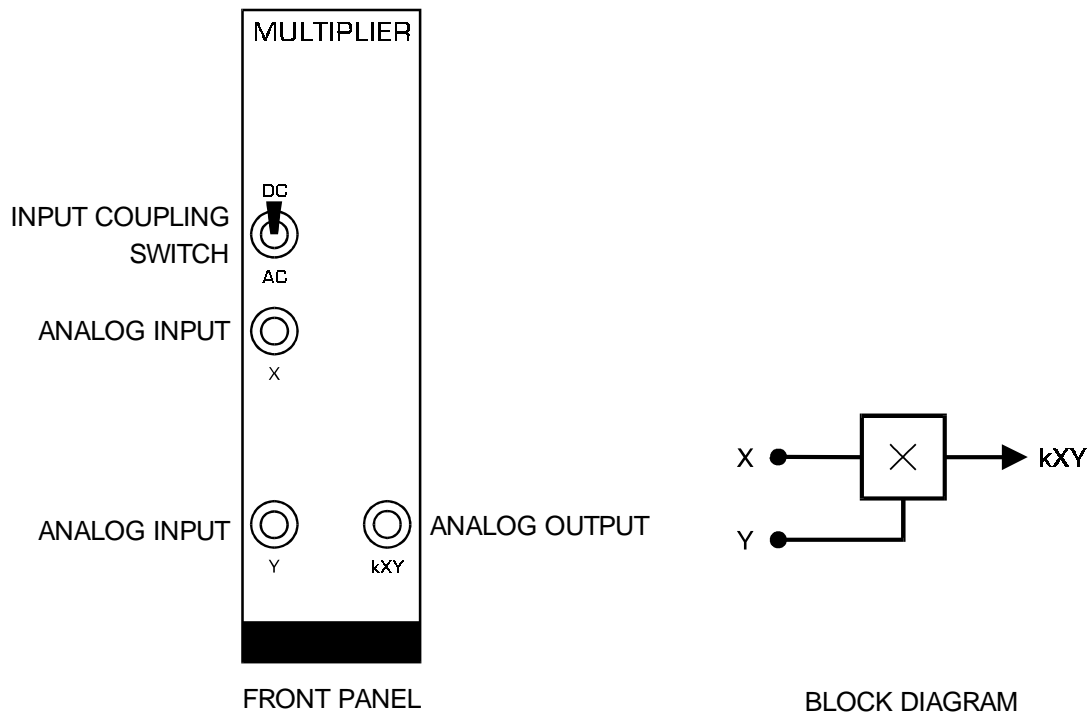 MULTIPLIER
DC
INPUT COUPLING
SWITCH
AC
ANALOG INPUT
X
X
kXY
Y
ANALOG INPUT
ANALOG OUTPUT
Y
kXY
FRONT PANEL
BLOCK DIAGRAM